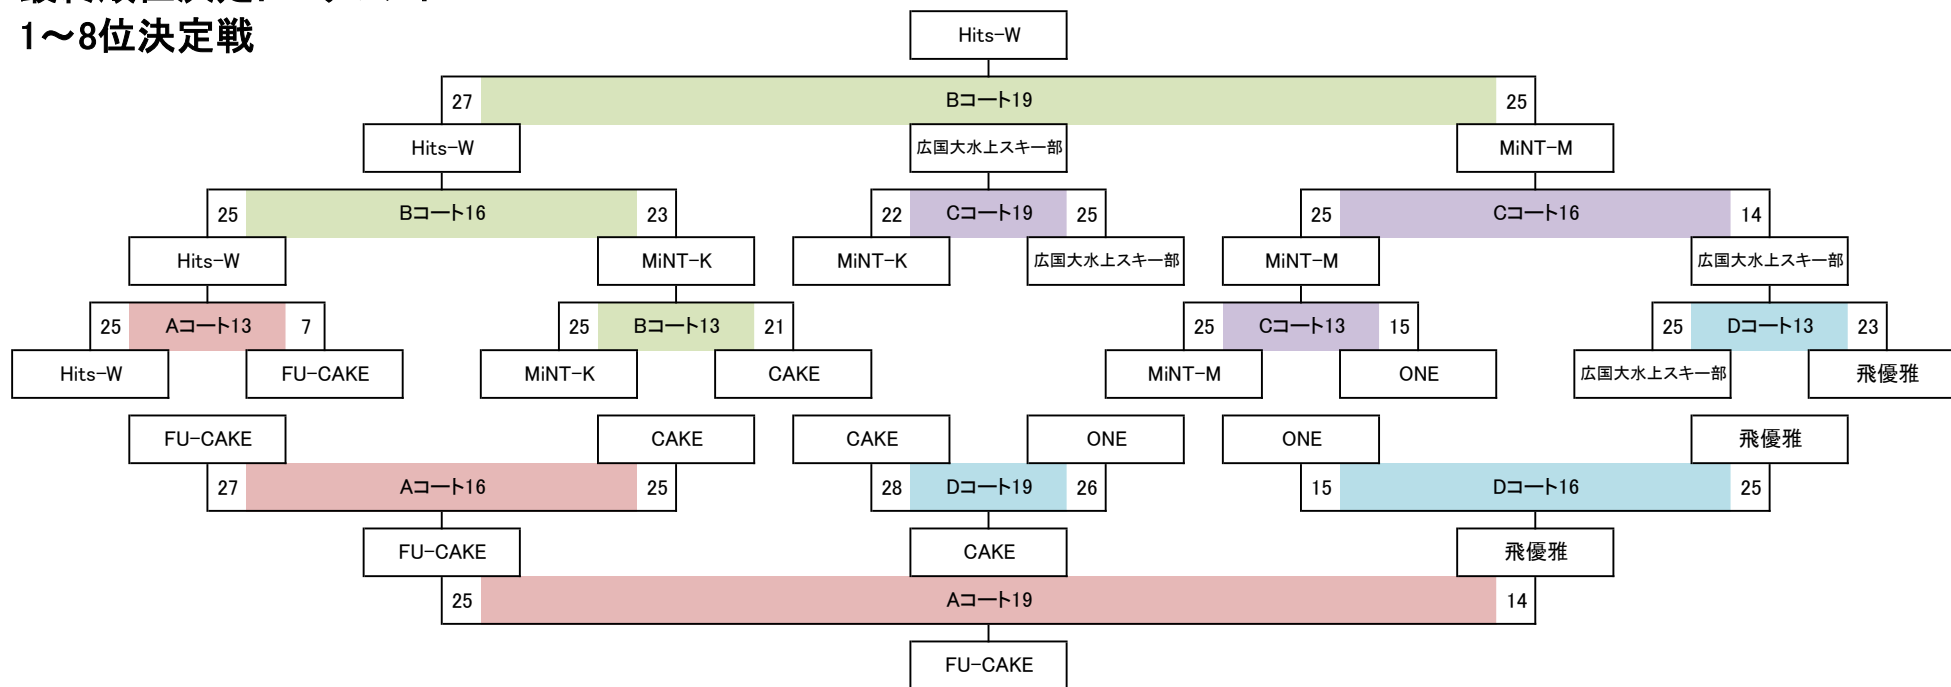 1～8位決定戦
Hits-W
27 Bコート19 25
Hits-W 広国大水上スキー部 MiNT-M
25 Bコート16 23 22 Cコート19 25 25 Cコート16 14
Hits-W MiNT-K MiNT-K 広国大水上スキー部 MiNT-M 広国大水上スキー部
25 Aコート13 7 25 Bコート13 21 25 Cコート13 15 25 Dコート13 23
Hits-W FU-CAKE MiNT-K CAKE MiNT-M ONE 広国大水上スキー部 飛優雅
FU-CAKE CAKE CAKE ONE ONE 飛優雅
27 Aコート16 25 28 Dコート19 26 15 Dコート16 25
FU-CAKE CAKE 飛優雅
25 Aコート19 14
FU-CAKE